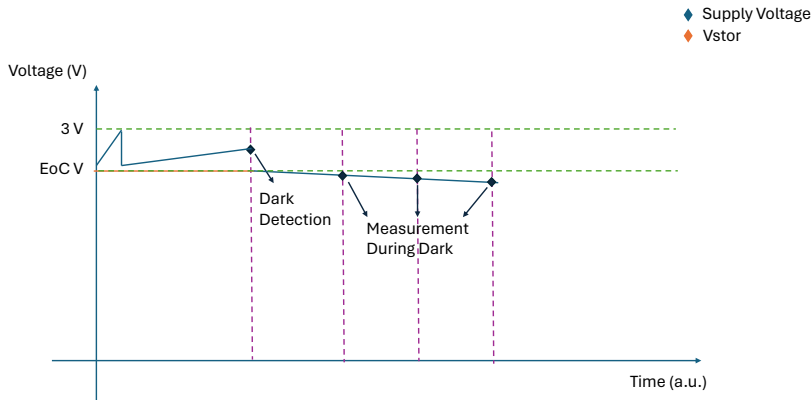 Supply Voltage
Vstor
Voltage (V)
3 V
EoC V
Dark
Detection
Measurement
During Dark
Time (a.u.)